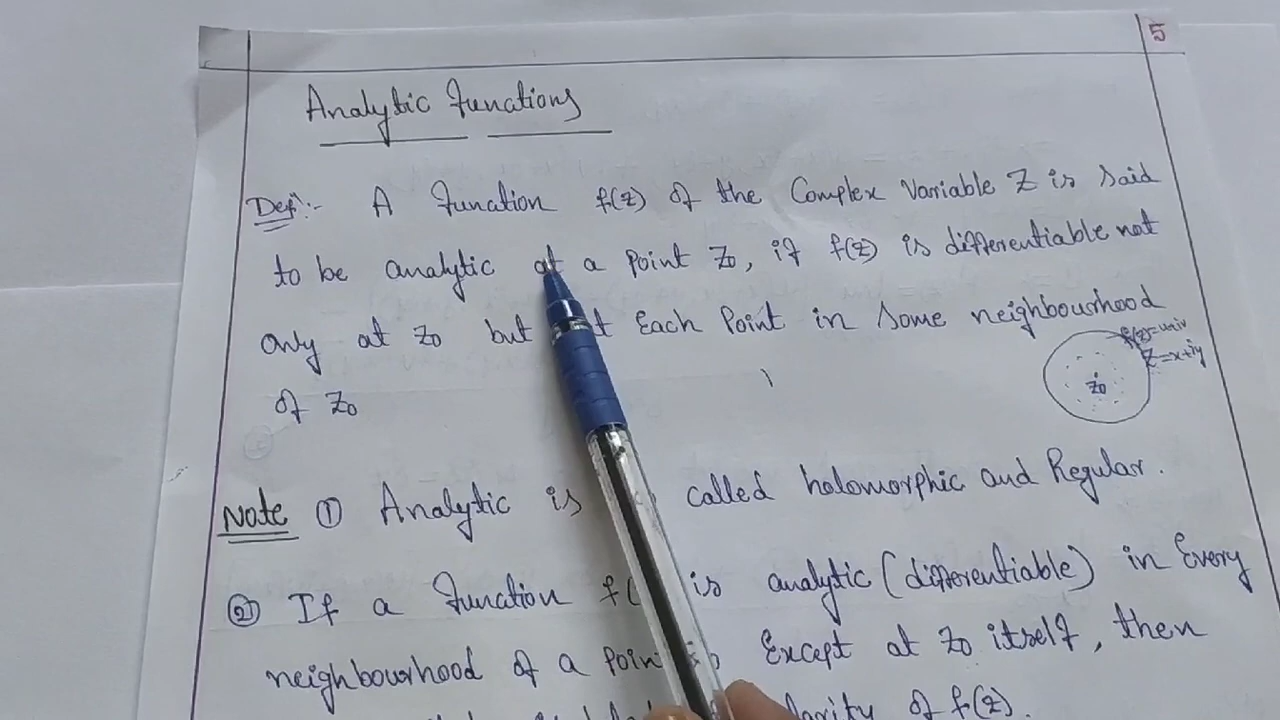 5
Analytic Functions
Def:- A Function f(z) of the Complex Variable Z is said
to be analytic at a point Z0, if f(z) is differentiable not
only at Z0 but at Each Point in some neighbourhood
of Z0
f(z)=u+iv
Z=x+iy
Z0
Note ① Analytic is called holomorphic and Regular.
② If a Function is analytic (differentiable) in Every
neighbourhood of a Except at Z0 itself, then
of f(z).